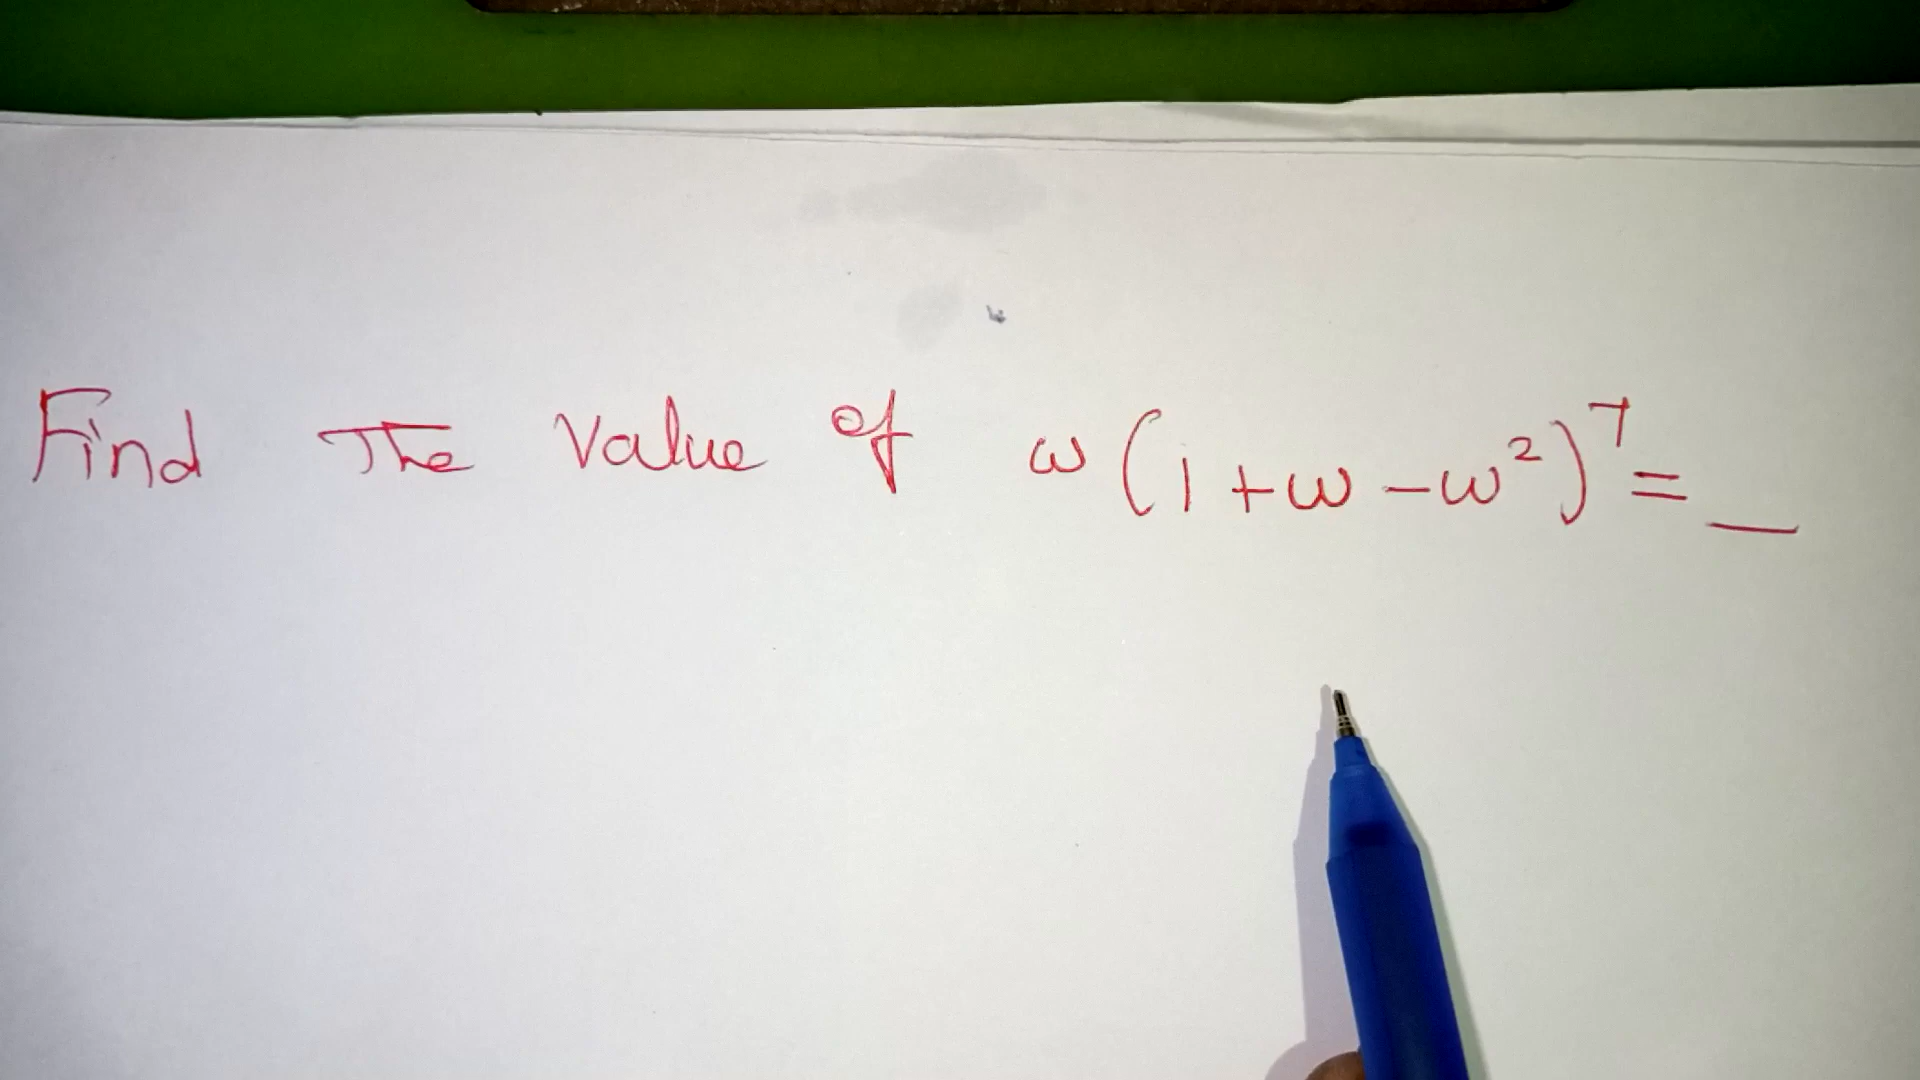 Find The Value of ω(1+ω-ω²)⁷=_